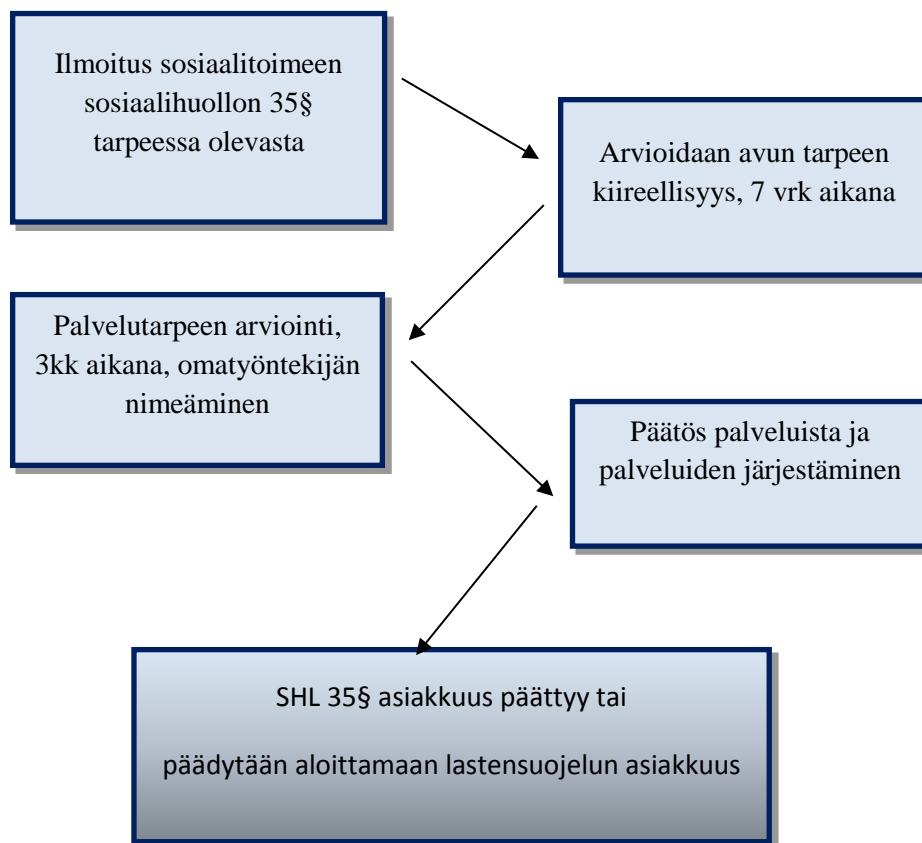 Ilmoitus sosiaalitoimeen
sosiaalihuollon 35§
tarpeessa olevasta
Arvioidaan avun tarpeen
kiireellisyys, 7 vrk aikana
Palvelutarpeen arviointi,
3kk aikana, omatyöntekijän
nimeäminen
Päätös palveluista ja
palveluiden järjestäminen
SHL 35§ asiakkuus päättyy tai
päädytään aloittamaan lastensuojelun asiakkuus